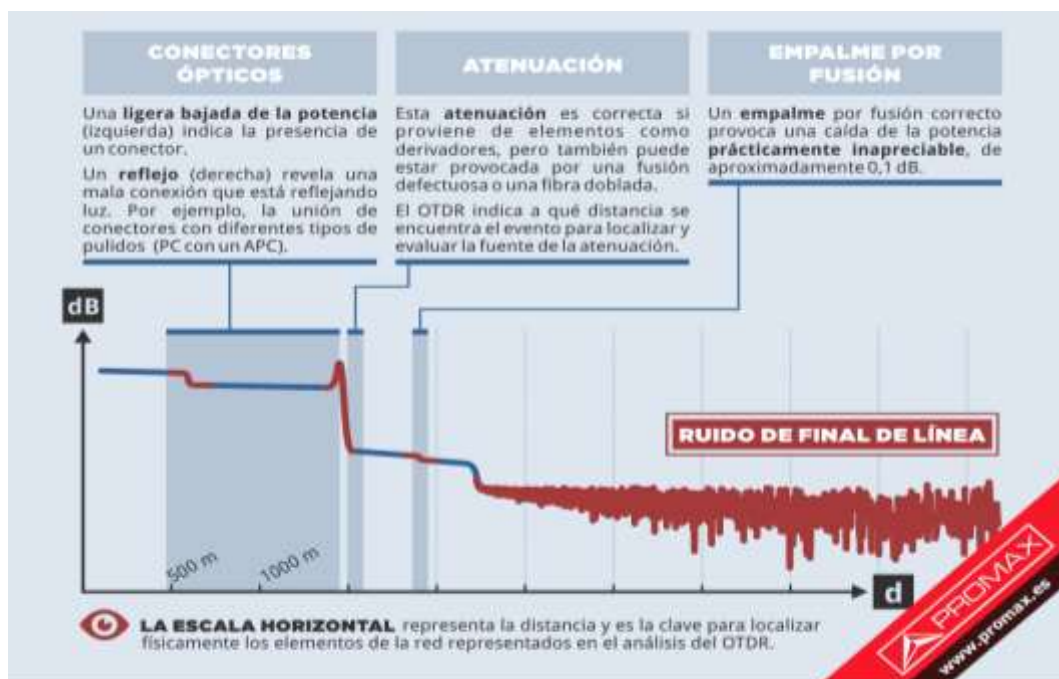 CONECTORES
ÓPTICOS
Una ligera bajada de la potencia
(izquierda) indica la presencia de
un conector.
Un reflejo (derecha) revela una
mala conexión que está reflejando
luz. Por ejemplo, la unión de
conectores con diferentes tipos de
pulidos (PC con un APC).
ATENUACIÓN
Esta atenuación es correcta si
proviene de elementos como
derivadores, pero también puede
estar provocada por una fusión
defectuosa o una fibra doblada.
El OTDR indica a qué distancia se
encuentra el evento para localizar y
evaluar la fuente de la atenuación.
EMPALME POR
FUSIÓN
Un empalme por fusión correcto
provoca una caída de la potencia
prácticamente inapreciable, de
aproximadamente 0,1 dB.
dB
RUIDO DE FINAL DE LÍNEA
500 m
1000 m
d
LA ESCALA HORIZONTAL representa la distancia y es la clave para localizar
físicamente los elementos de la red representados en el análisis del OTDR.
PROMAX
www.promax.es